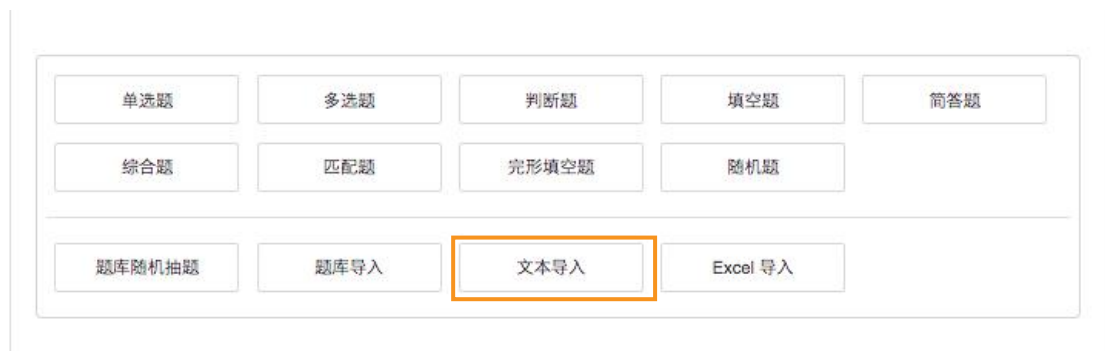 单选题 多选题 判断题 填空题 简答题
综合题 匹配题 完形填空题 随机题
题库随机抽题 题库导入 文本导入 Excel 导入